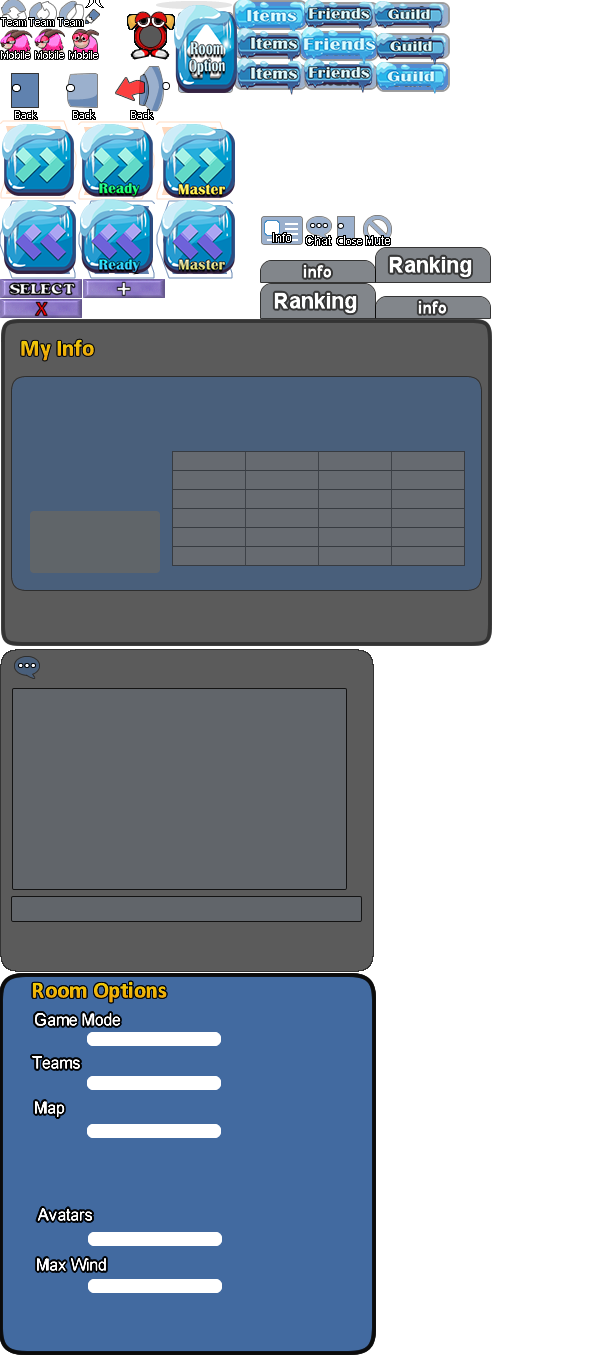 Team Team Team
Mobile Mobile Mobile
Room
Option
Items Friends Guild
Items Friends Guild
Items Friends Guild
Back Back Back
Ready Master
Ready Master
SELECT +
X
Info Chat Close Mute
info Ranking
Ranking info
My Info
Room Options
Game Mode
Teams
Map
Avatars
Max Wind